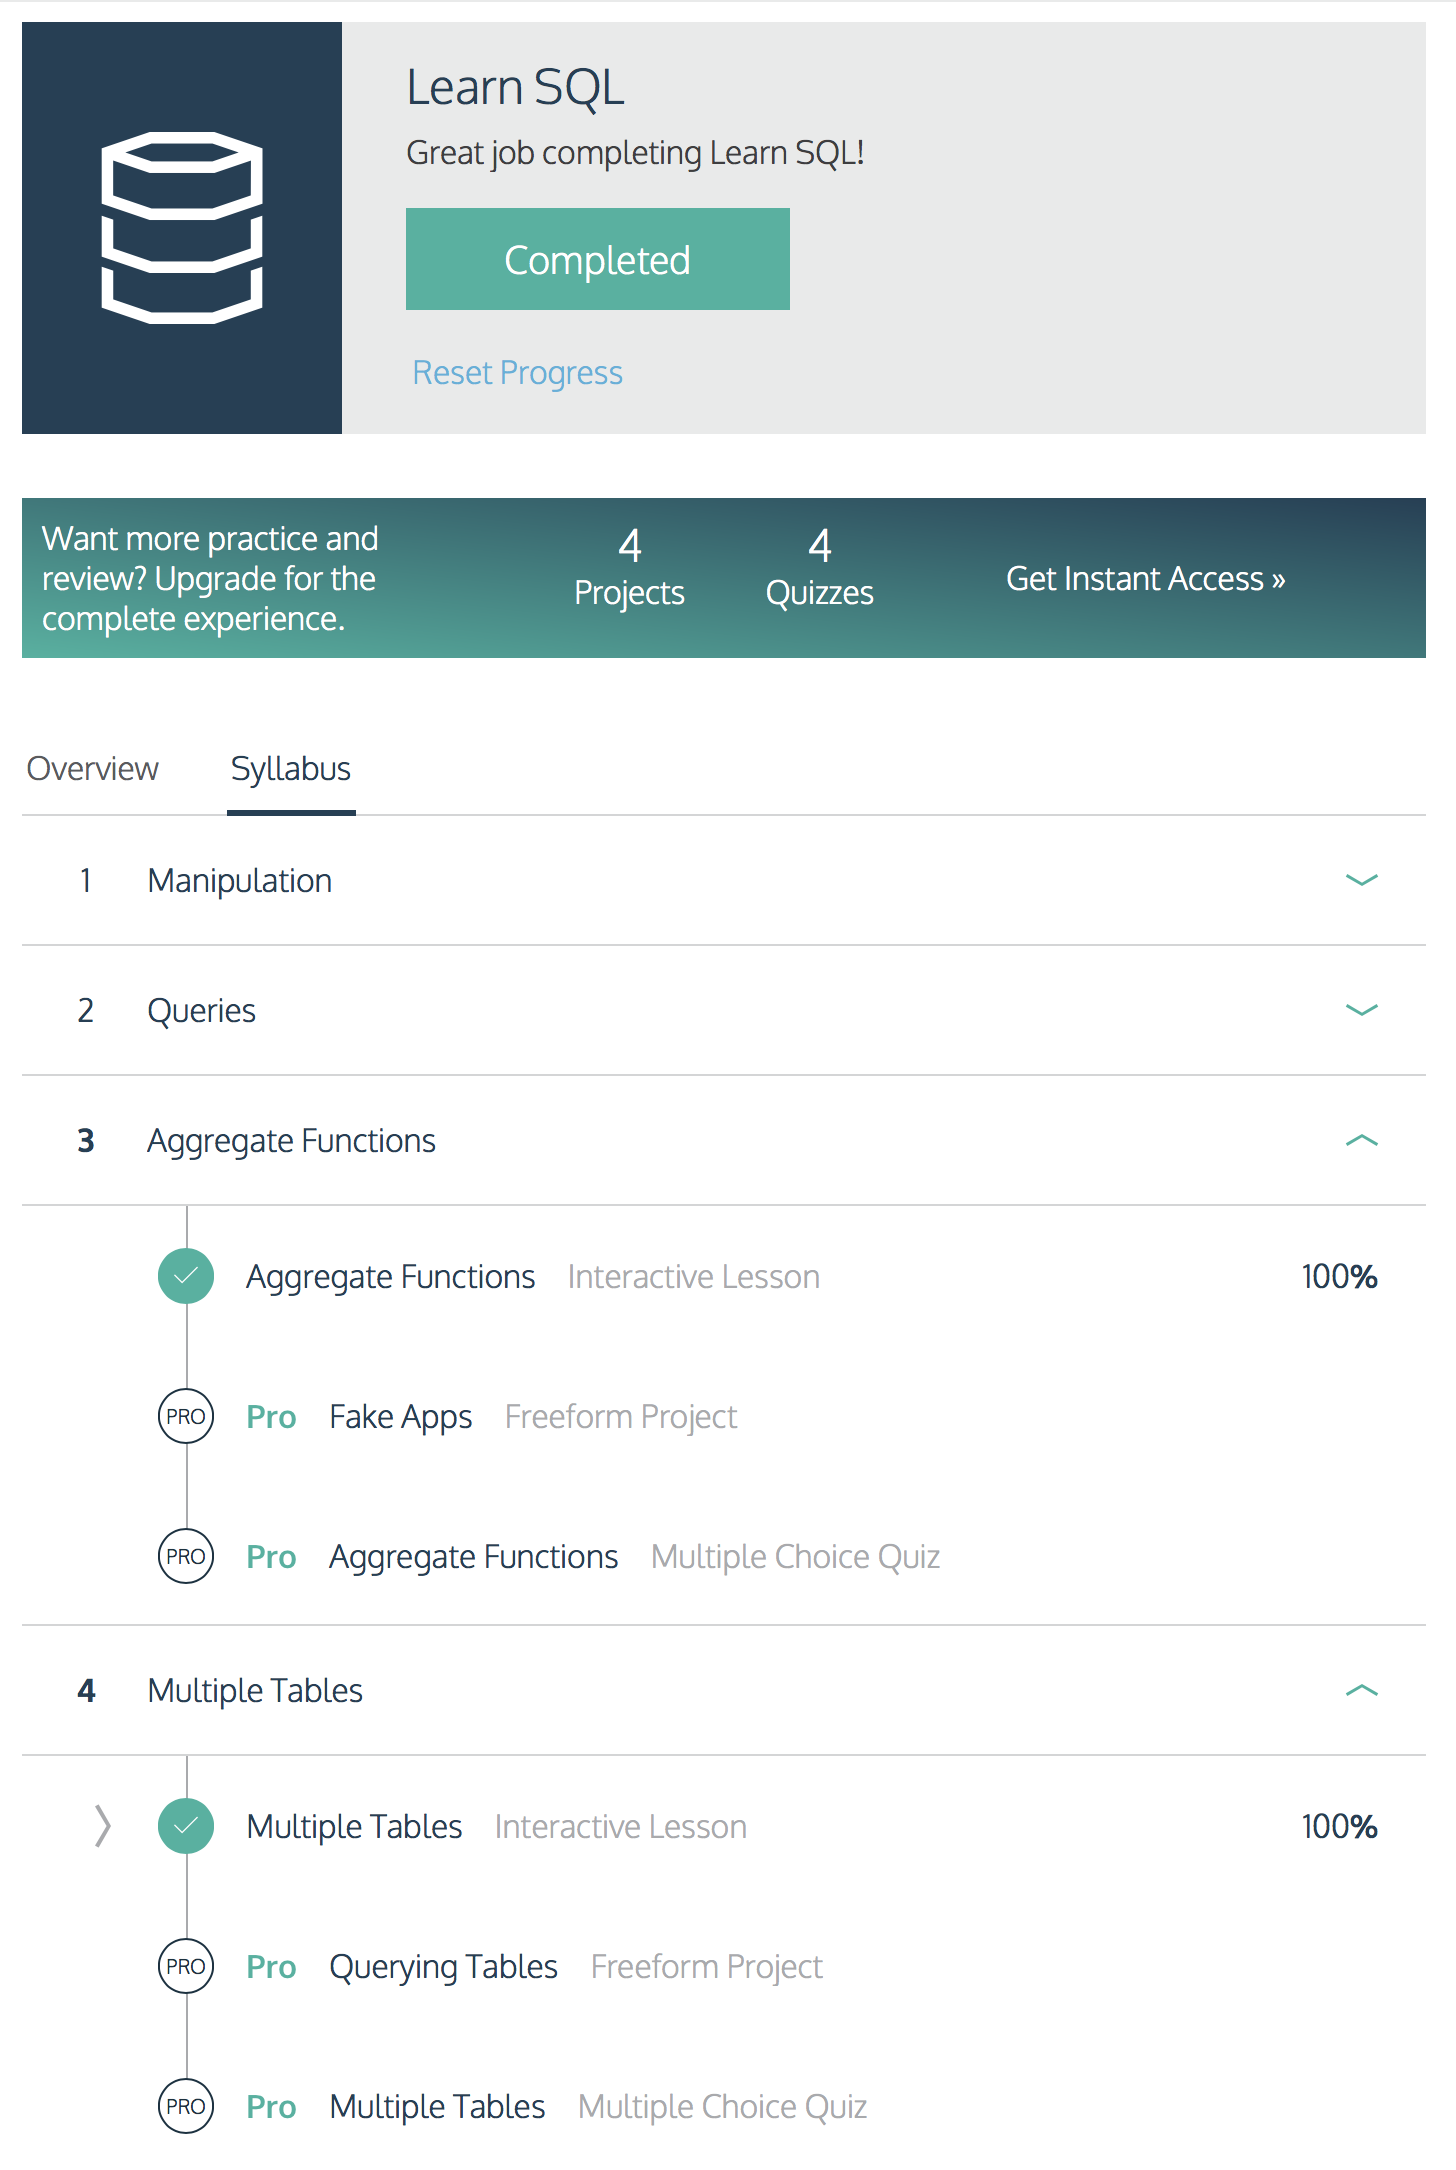 Learn SQL
Great job completing Learn SQL!
Completed
Reset Progress
Want more practice and
review? Upgrade for the
complete experience.
4
Projects
4
Quizzes
Get Instant Access »
Overview Syllabus
1 Manipulation
2 Queries
3 Aggregate Functions
Aggregate Functions Interactive Lesson 100%
PRO Pro Fake Apps Freeform Project
PRO Pro Aggregate Functions Multiple Choice Quiz
4 Multiple Tables
Multiple Tables Interactive Lesson 100%
PRO Pro Querying Tables Freeform Project
PRO Pro Multiple Tables Multiple Choice Quiz